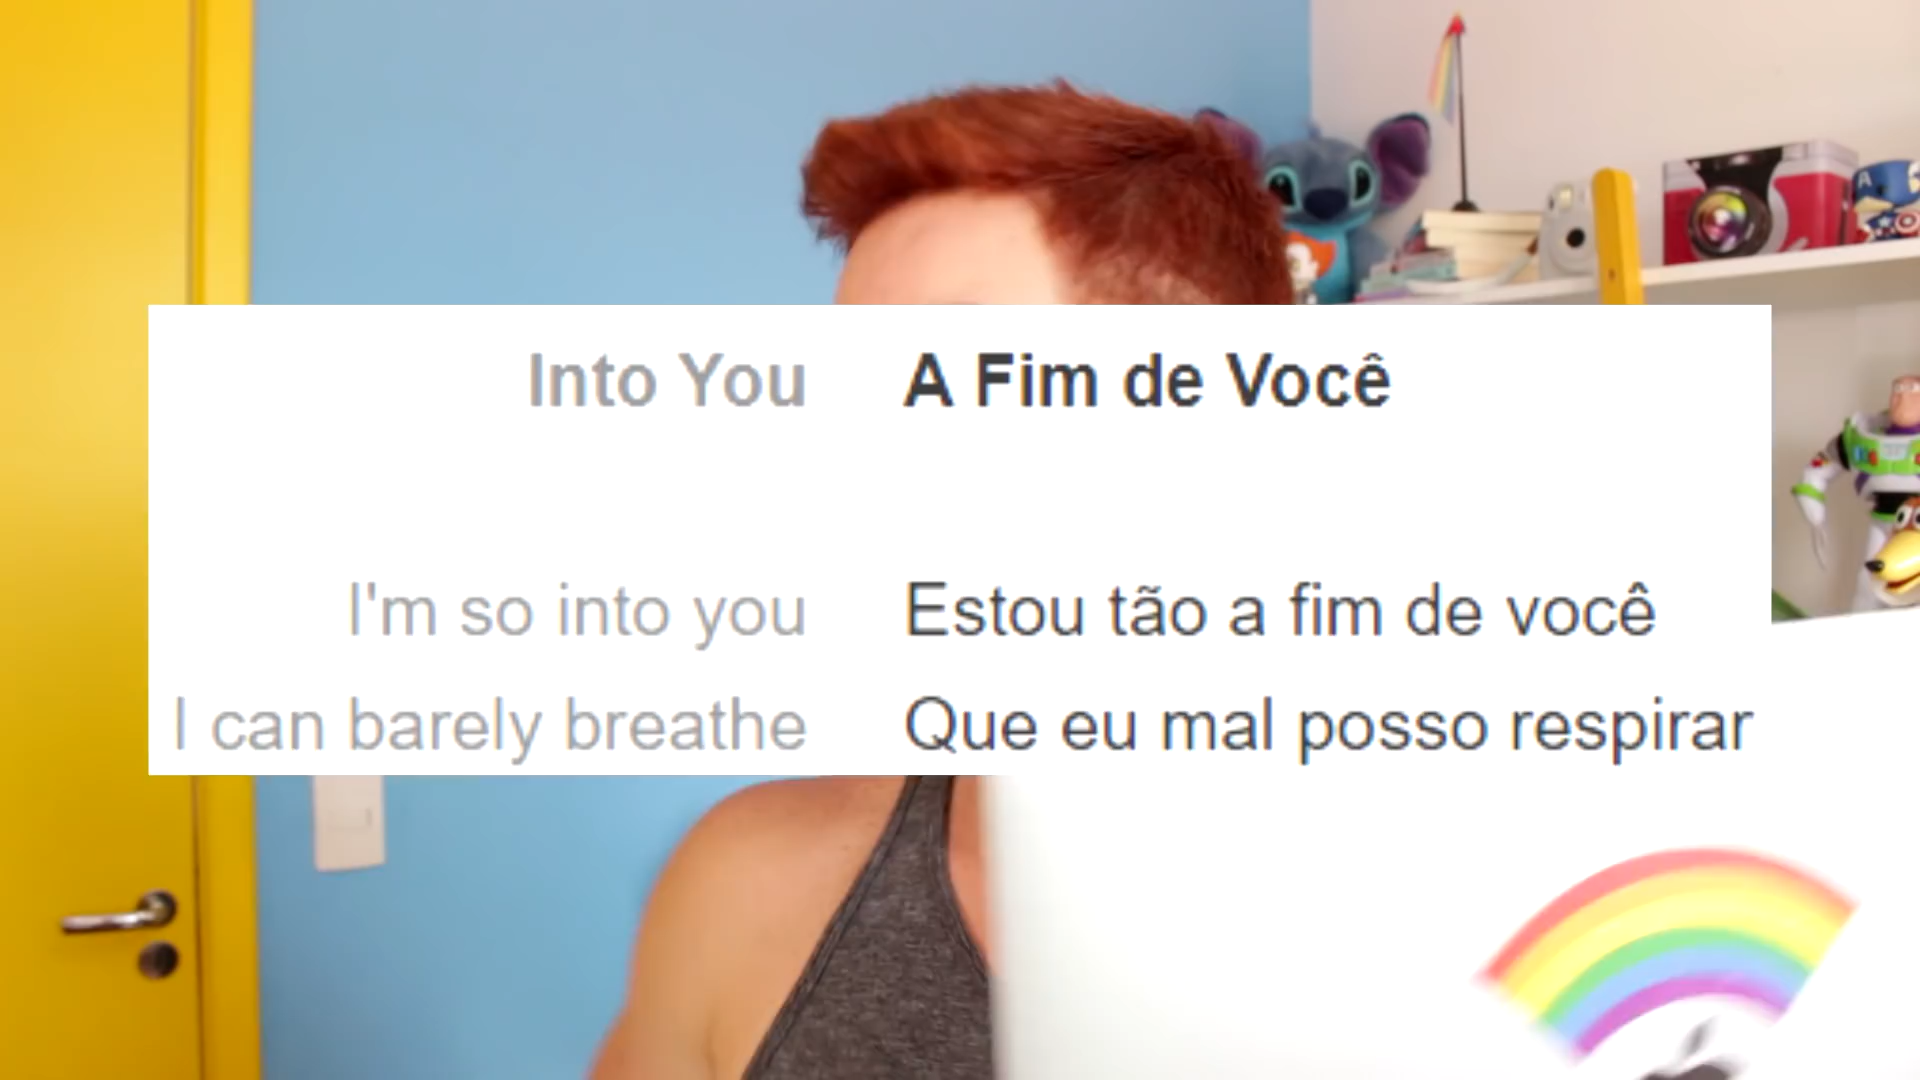 Into You A Fim de Você
I'm so into you Estou tão a fim de você
I can barely breathe Que eu mal posso respirar
A